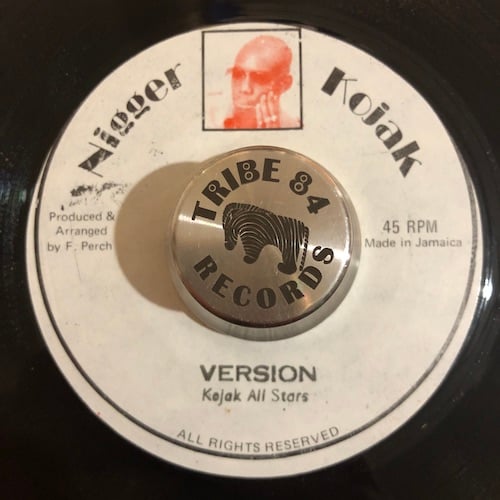 Nigger Kojak
TRIBE 84
RECORDS
Produced &
Arranged
by F. Perch
45 RPM
Made in Jamaica
VERSION
Kojak All Stars
ALL RIGHTS RESERVED